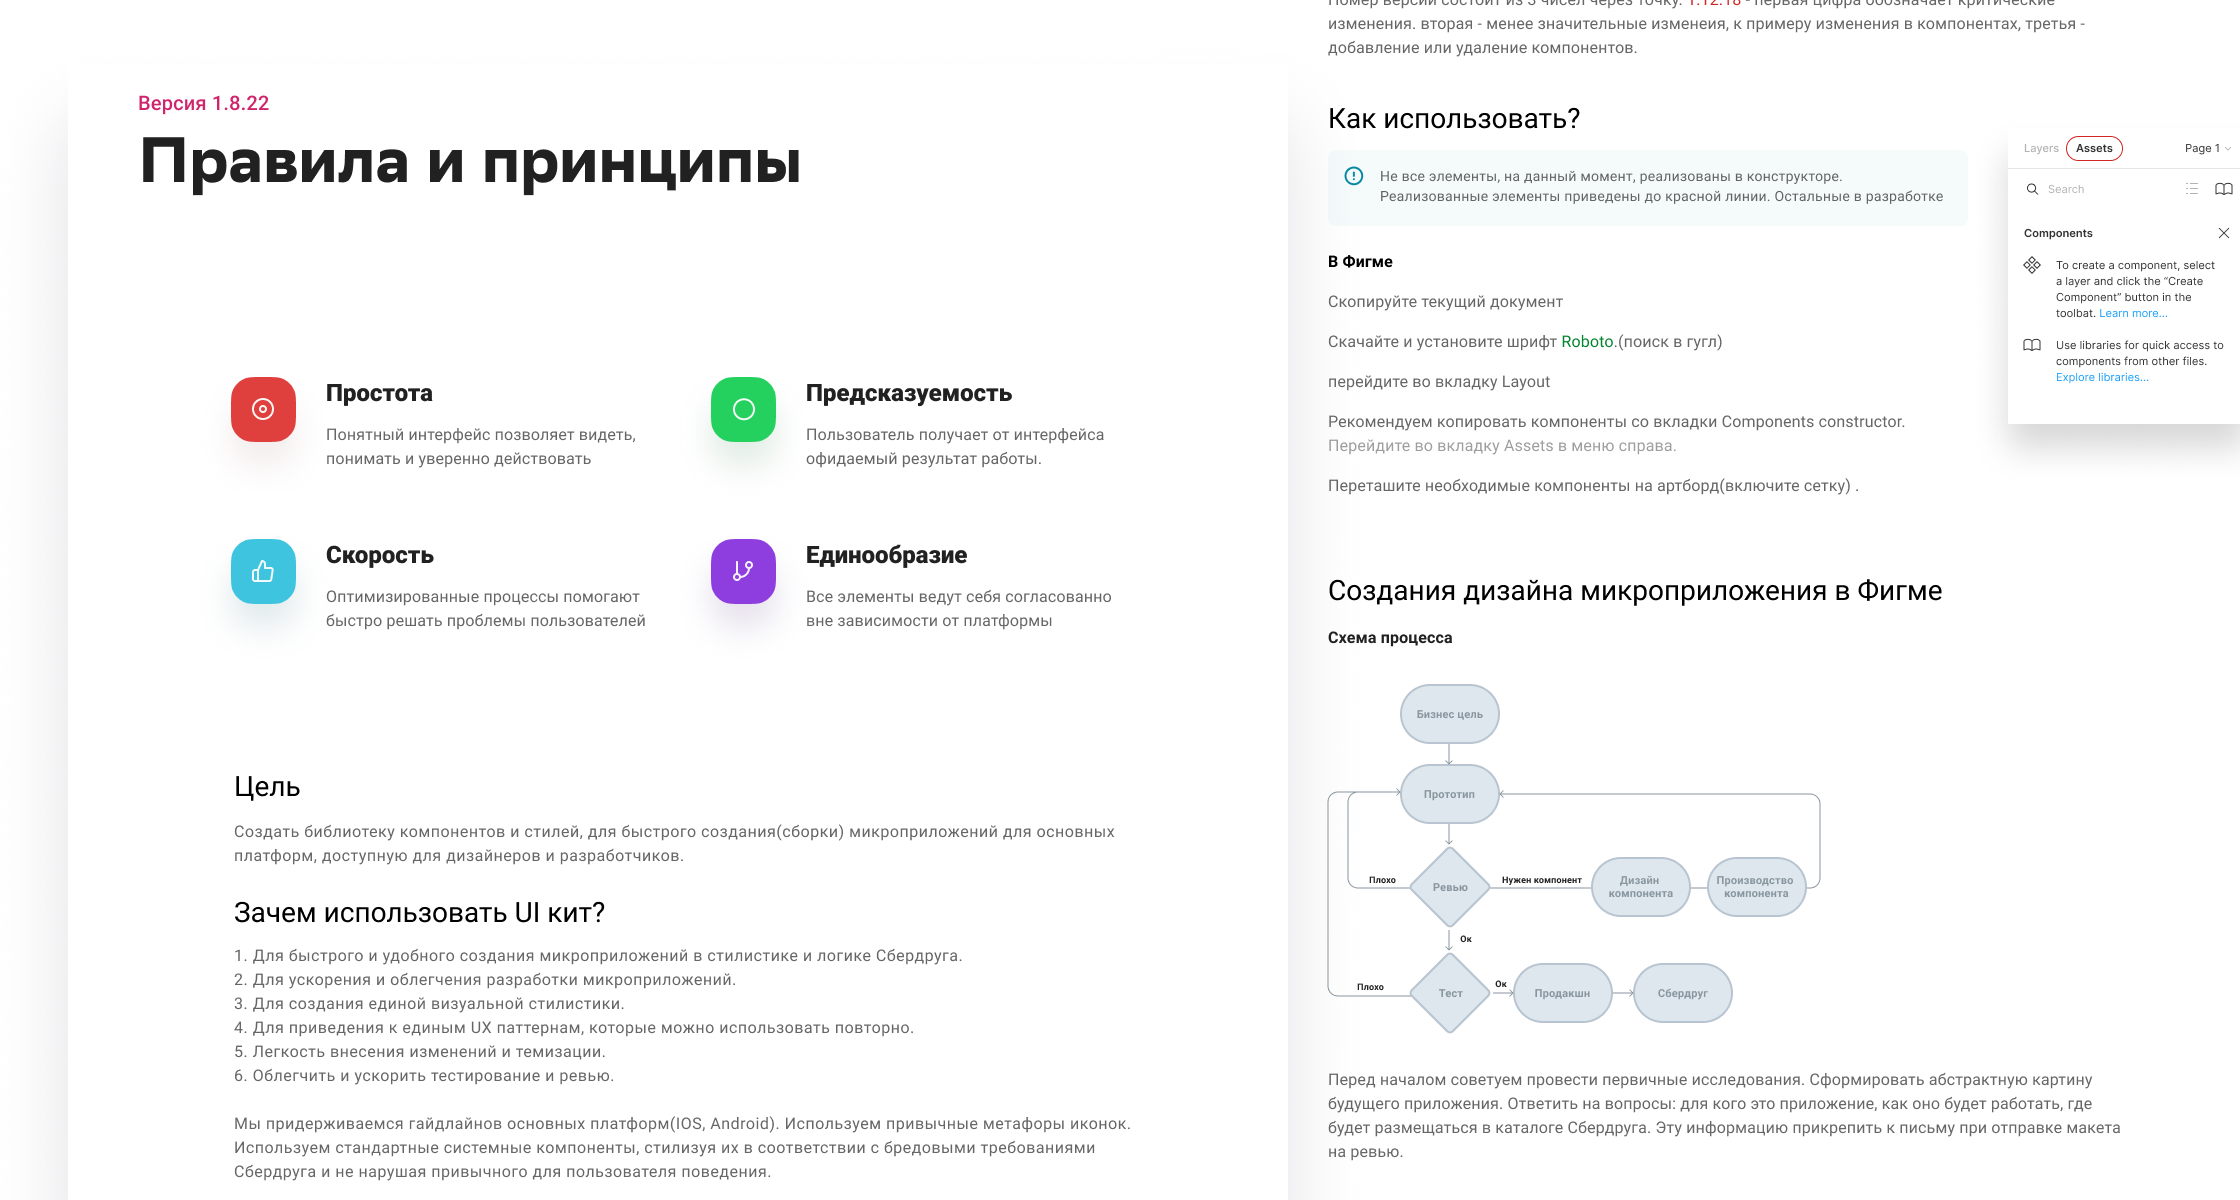 Версия 1.8.22
Правила и принципы
Простота
Понятный интерфейс позволяет видеть,
понимать и уверенно действовать
Предсказуемость
Пользователь получает от интерфейса
офидаемый результат работы.
Скорость
Оптимизированные процессы помогают
быстро решать проблемы пользователей
Единообразие
Все элементы ведут себя согласованно
вне зависимости от платформы
Цель
Создать библиотеку компонентов и стилей, для быстрого создания(сборки) микроприложений для основных
платформ, доступную для дизайнеров и разработчиков.
Зачем использовать UI кит?
1. Для быстрого и удобного создания микроприложений в стилистике и логике Сбердруга.
2. Для ускорения и облегчения разработки микроприложений.
3. Для создания единой визуальной стилистики.
4. Для приведения к единым UX паттернам, которые можно использовать повторно.
5. Легкость внесения изменений и темизации.
6. Облегчить и ускорить тестирование и ревью.
Мы придерживаемся гайдлайнов основных платформ(IOS, Android). Используем привычные метафоры иконок.
Используем стандартные системные компоненты, стилизуя их в соответствии с бредовыми требованиями
Сбердруга и не нарушая привычного для пользователя поведения.
Номер версии состоит из 3 чисел через точку. 1.12.18 - первая цифра обозначает критические
изменения. вторая - менее значительные изменеия, к примеру изменения в компонентах, третья -
добавление или удаление компонентов.
Как использовать?
Не все элементы, на данный момент, реализованы в конструкторе.
Реализованные элементы приведены до красной линии. Остальные в разработке
В Фигме
Скопируйте текущий документ
Скачайте и установите шрифт Roboto.(поиск в гугл)
перейдите во вкладку Layout
Рекомендуем копировать компоненты со вкладки Components constructor.
Перейдите во вкладку Assets в меню справа.
Переташите необходимые компоненты на артборд(включите сетку) .
Layers Assets Page 1
Search
Components
To create a component, select
a layer and click the “Create
Component” button in the
toolbat. Learn more...
Use libraries for quick access to
components from other files.
Explore libraries...
Создания дизайна микроприложения в Фигме
Схема процесса
Бизнес цель
Прототип
Плохо
Ревью
Нужен компонент
Дизайн
компонента
Производство
компонента
Ок
Плохо
Тест
Ок
Продакшн
Сбердруг
Перед началом советуем провести первичные исследования. Сформировать абстрактную картину
будущего приложения. Ответить на вопросы: для кого это приложение, как оно будет работать, где
будет размещаться в каталоге Сбердруга. Эту информацию прикрепить к письму при отправке макета
на ревью.